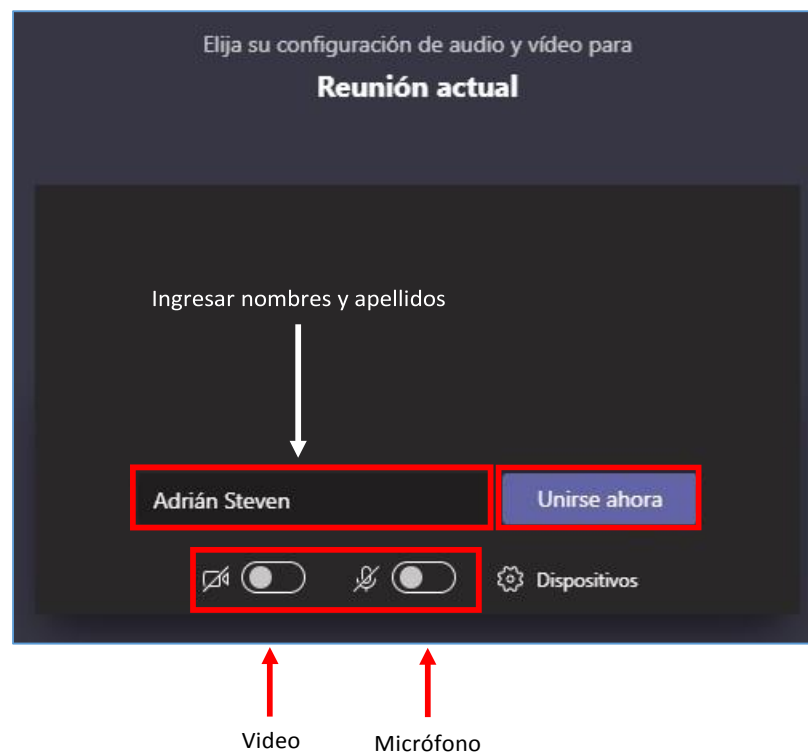 Elija su configuración de audio y vídeo para
Reunión actual
Ingresar nombres y apellidos
Adrián Steven
Unirse ahora
Dispositivos
Video
Micrófono